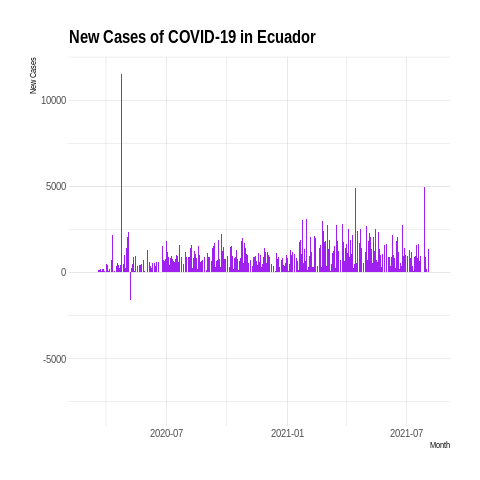 New Cases of COVID-19 in Ecuador
New Cases
10000
5000
0
-5000
2020-07
2021-01
2021-07
Month